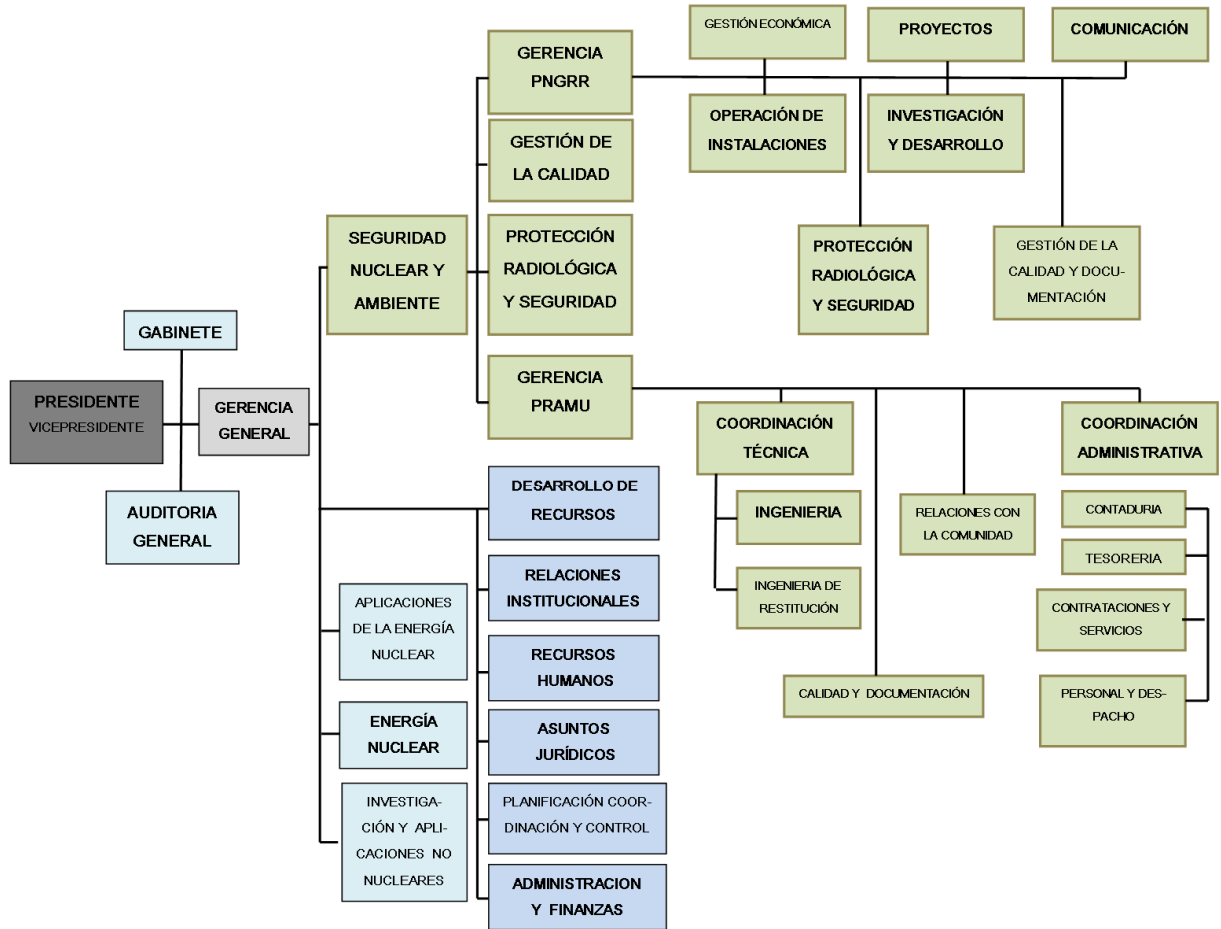 GESTIÓN ECONÓMICA
PROYECTOS
COMUNICACIÓN
GERENCIA
PNGRR
OPERACIÓN DE
INSTALACIONES
INVESTIGACIÓN
Y DESARROLLO
GESTIÓN DE
LA CALIDAD
SEGURIDAD
NUCLEAR Y
AMBIENTE
PROTECCIÓN
RADIOLÓGICA
Y SEGURIDAD
PROTECCIÓN
RADIOLÓGICA
Y SEGURIDAD
GESTIÓN DE LA
CALIDAD Y DOCU-
MENTACIÓN
GABINETE
PRESIDENTE
VICEPRESIDENTE
GERENCIA
GENERAL
AUDITORIA
GENERAL
GERENCIA
PRAMU
COORDINACIÓN
TÉCNICA
INGENIERIA
INGENIERIA DE
RESTITUCIÓN
CALIDAD Y DOCUMENTACIÓN
RELACIONES CON
LA COMUNIDAD
COORDINACIÓN
ADMINISTRATIVA
CONTADURIA
TESORERIA
CONTRATACIONES Y
SERVICIOS
PERSONAL Y DES-
PACHO
DESARROLLO DE
RECURSOS
RELACIONES
INSTITUCIONALES
RECURSOS
HUMANOS
ASUNTOS
JURÍDICOS
PLANIFICACIÓN COOR-
DINACIÓN Y CONTROL
ADMINISTRACION
Y FINANZAS
APLICACIONES
DE LA ENERGÍA
NUCLEAR
ENERGÍA
NUCLEAR
INVESTIGA-
CIÓN Y APLI-
CACIONES NO
NUCLEARES